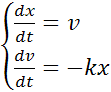 dx/dt = v
dv/dt = −kx